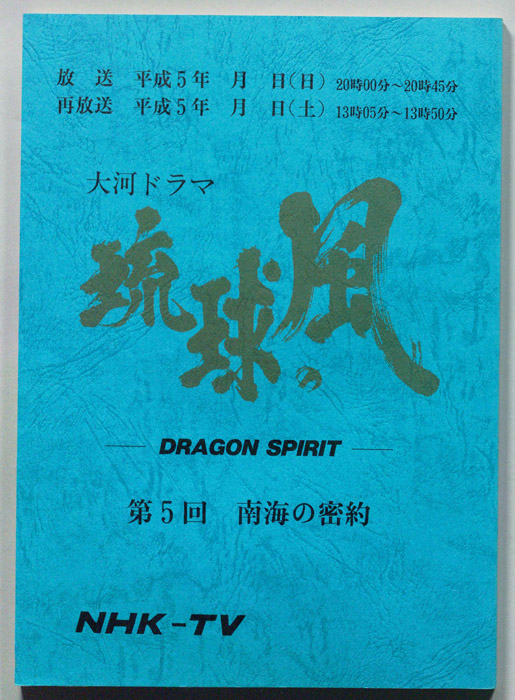 放　送　平成5年　月　日(日) 20時00分～20時45分
再放送　平成5年　月　日(土) 13時05分～13時50分
大河ドラマ
琉球の風
DRAGON SPIRIT
第5回　南海の密約
NHK-TV